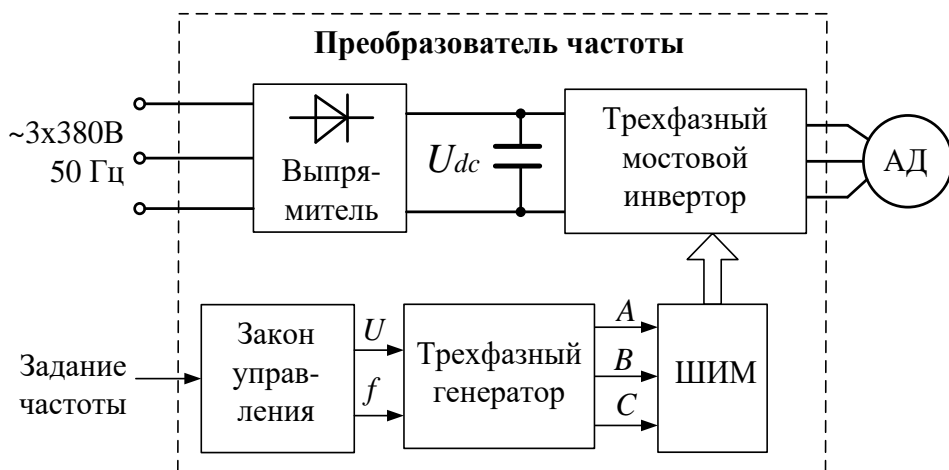 Преобразователь частоты
~3x380В
50 Гц
Выпря-
митель
Udc
Трехфазный
мостовой
инвертор
АД
Задание
частоты
Закон
управ-
ления
U
f
Трехфазный
генератор
A
B
C
ШИМ